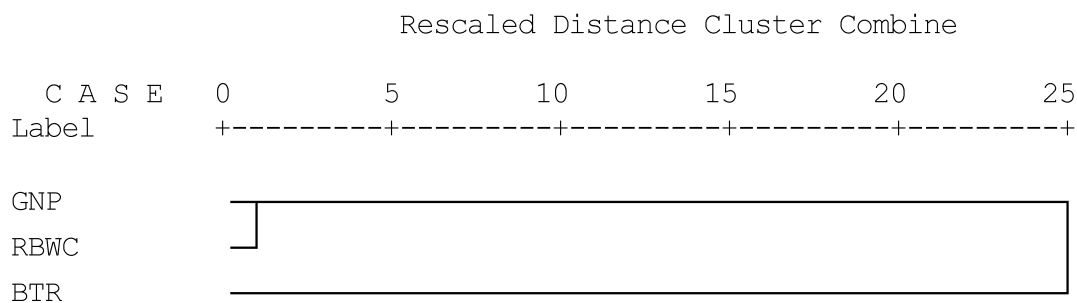 Rescaled Distance Cluster Combine
C A S E 0 5 10 15 20 25
Label +---------+---------+---------+---------+---------+
GNP
RBWC
BTR